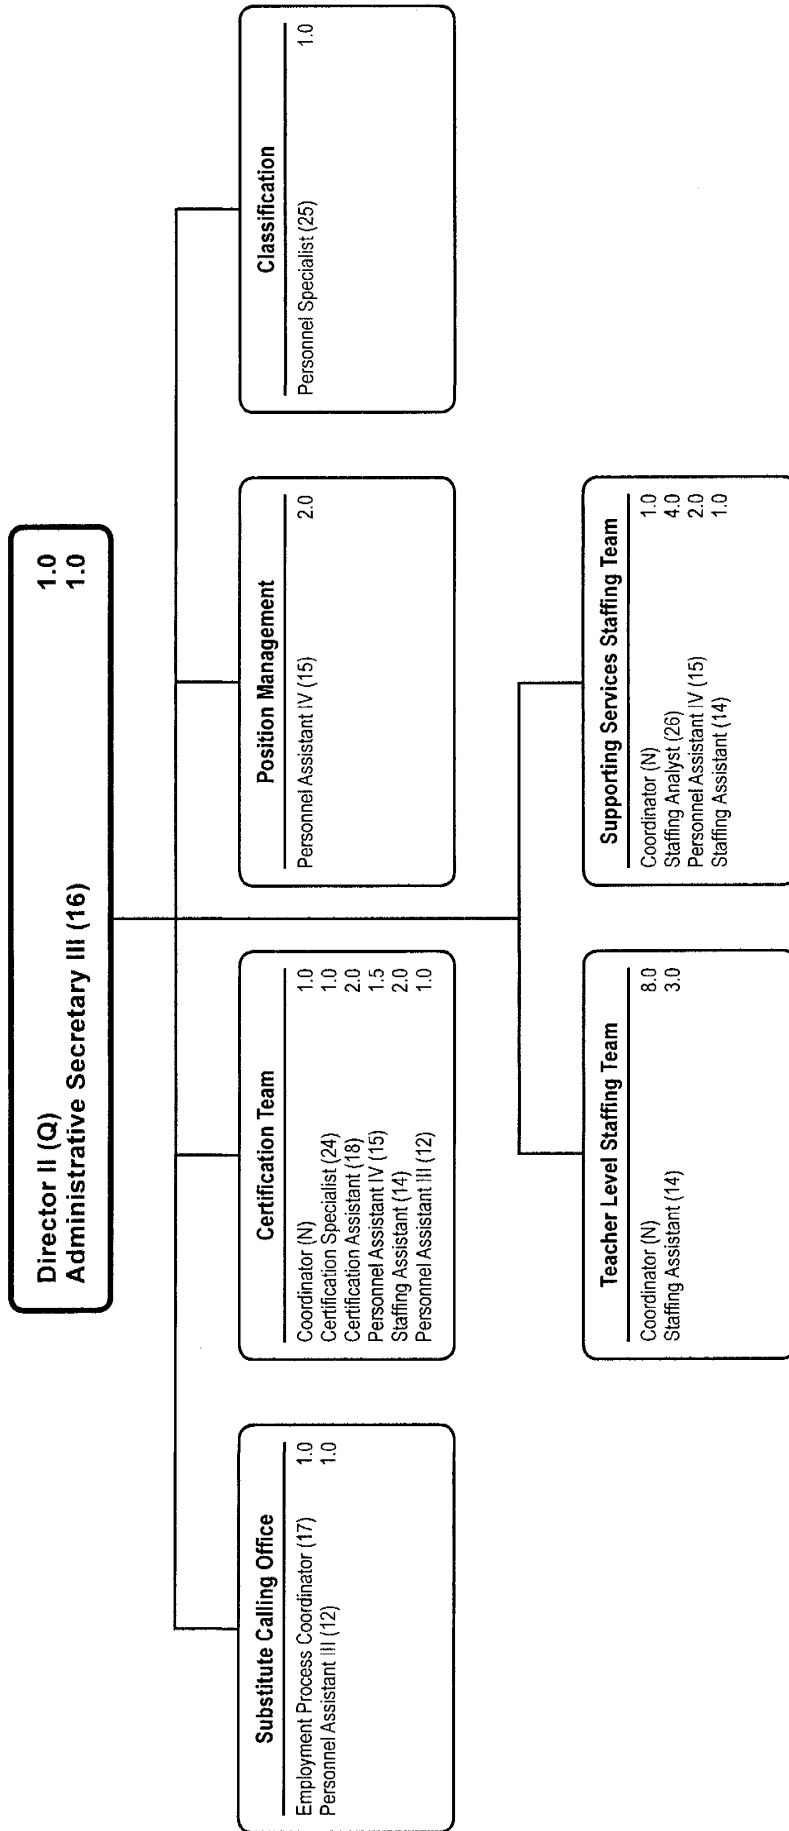 Director II (Q) 1.0
Administrative Secretary III (16) 1.0
Substitute Calling Office
Employment Process Coordinator (17) 1.0
Personnel Assistant III (12) 1.0
Certification Team
Coordinator (N) 1.0
Certification Specialist (24) 1.0
Certification Assistant (18) 2.0
Personnel Assistant IV (15) 1.5
Staffing Assistant (14) 2.0
Personnel Assistant III (12) 1.0
Position Management
Personnel Assistant IV (15) 2.0
Classification
Personnel Specialist (25) 1.0
Teacher Level Staffing Team
Coordinator (N) 8.0
Staffing Assistant (14) 3.0
Supporting Services Staffing Team
Coordinator (N) 1.0
Staffing Analyst (26) 4.0
Personnel Assistant IV (15) 2.0
Staffing Assistant (14) 1.0